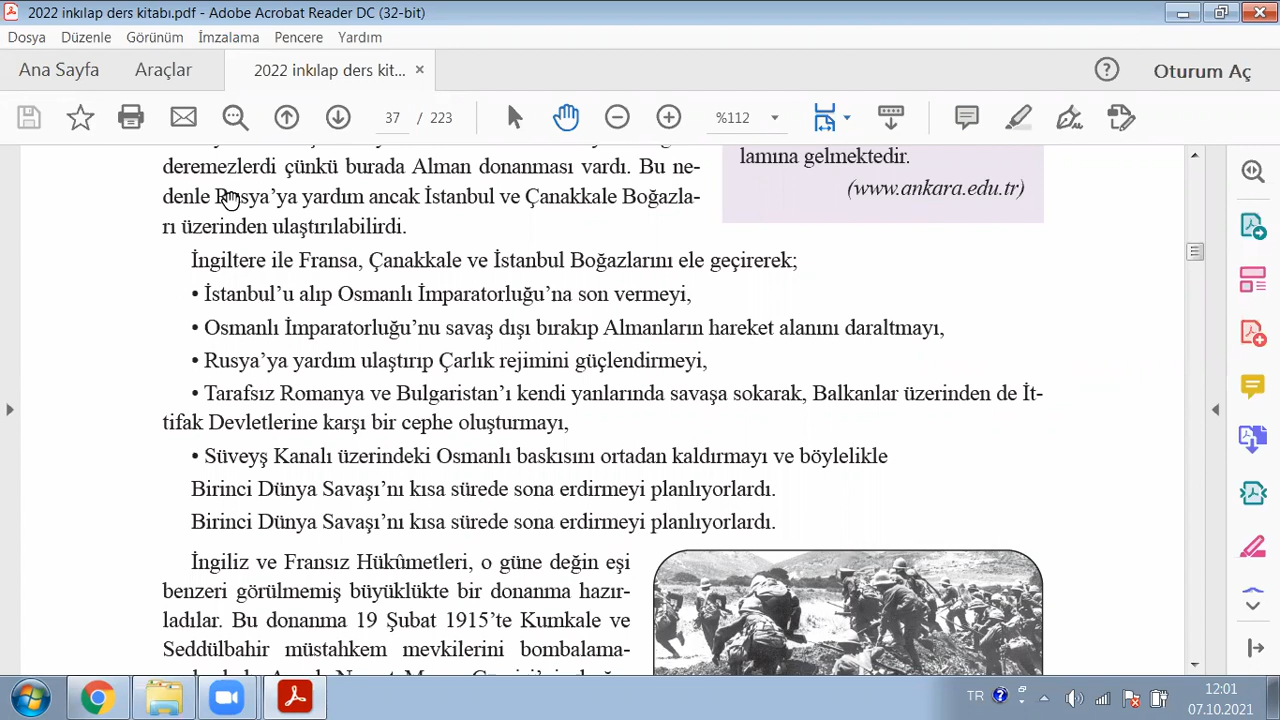 2022 inkılap ders kitabı.pdf - Adobe Acrobat Reader DC (32-bit)
Dosya Düzenle Görünüm İmzalama Pencere Yardım
Ana Sayfa Araçlar 2022 inkılap ders kit... × Oturum Aç
37 / 223 %112
deremezlerdi çünkü burada Alman donanması vardı. Bu ne-
denle Rusya'ya yardım ancak İstanbul ve Çanakkale Boğazla-
rı üzerinden ulaştırılabilirdi.
lamına gelmektedir.
(www.ankara.edu.tr)
İngiltere ile Fransa, Çanakkale ve İstanbul Boğazlarını ele geçirerek;
• İstanbul'u alıp Osmanlı İmparatorluğu'na son vermeyi,
• Osmanlı İmparatorluğu'nu savaş dışı bırakıp Almanların hareket alanını daraltmayı,
• Rusya'ya yardım ulaştırıp Çarlık rejimini güçlendirmeyi,
• Tarafsız Romanya ve Bulgaristan'ı kendi yanlarında savaşa sokarak, Balkanlar üzerinden de İt-
tifak Devletlerine karşı bir cephe oluşturmayı,
• Süveyş Kanalı üzerindeki Osmanlı baskısını ortadan kaldırmayı ve böylelikle
Birinci Dünya Savaşı'nı kısa sürede sona erdirmeyi planlıyorlardı.
Birinci Dünya Savaşı'nı kısa sürede sona erdirmeyi planlıyorlardı.
İngiliz ve Fransız Hükûmetleri, o güne değin eşi
benzeri görülmemiş büyüklükte bir donanma hazır-
ladılar. Bu donanma 19 Şubat 1915'te Kumkale ve
Seddülbahir müstahkem mevkilerini bombalama-
TR 12:01
07.10.2021